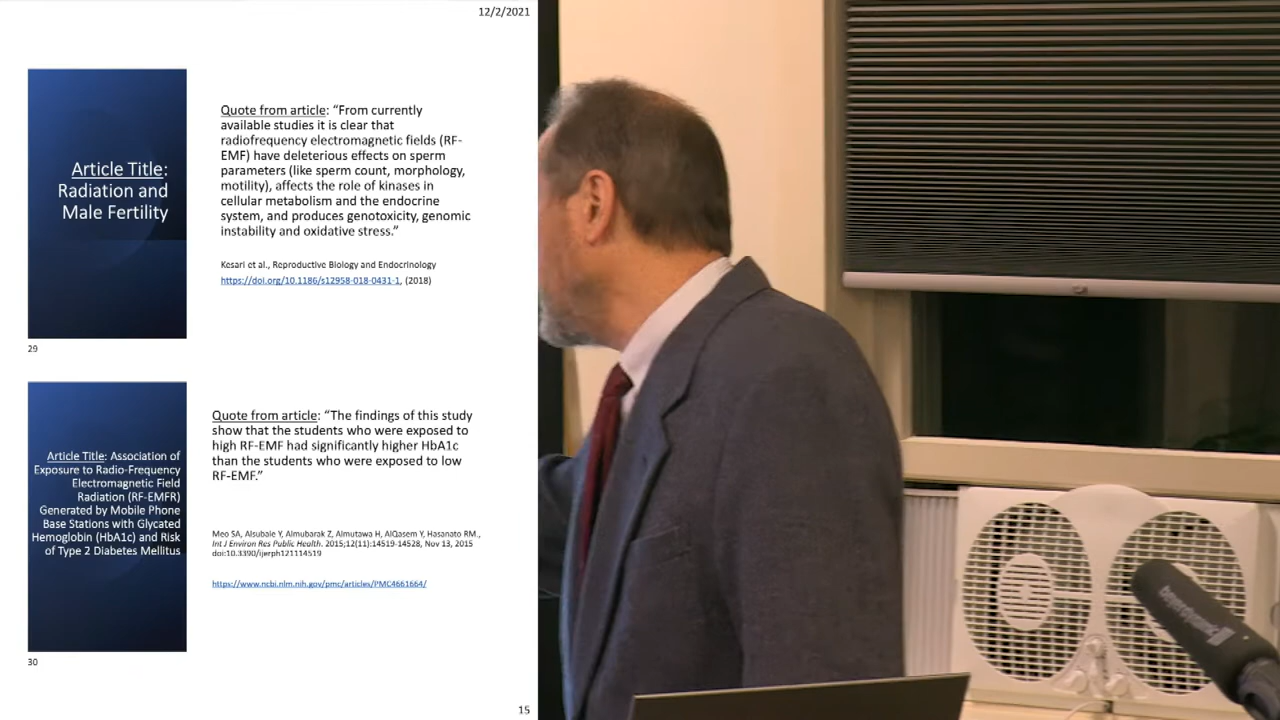 12/2/2021
Article Title:
Radiation and
Male Fertility
Quote from article: “From currently
available studies it is clear that
radiofrequency electromagnetic fields (RF-
EMF) have deleterious effects on sperm
parameters (like sperm count, morphology,
motility), affects the role of kinases in
cellular metabolism and the endocrine
system, and produces genotoxicity, genomic
instability and oxidative stress.”
Kesari et al., Reproductive Biology and Endocrinology
https://doi.org/10.1186/s12958-018-0431-1, (2018)
29
Article Title: Association of
Exposure to Radio-Frequency
Electromagnetic Field
Radiation (RF-EMFR)
Generated by Mobile Phone
Base Stations with Glycated
Hemoglobin (HbA1c) and Risk
of Type 2 Diabetes Mellitus
Quote from article: “The findings of this study
show that the students who were exposed to
high RF-EMF had significantly higher HbA1c
than the students who were exposed to low
RF-EMF.”
Meo SA, Alsubaie Y, Almubarak Z, Almutawa H, AlQasem Y, Hasanato RM.,
Int J Environ Res Public Health. 2015;12(11):14519-14528, Nov 13, 2015
doi:10.3390/ijerph121114519
https://www.ncbi.nlm.nih.gov/pmc/articles/PMC4661664/
30
15
beyerdynamic